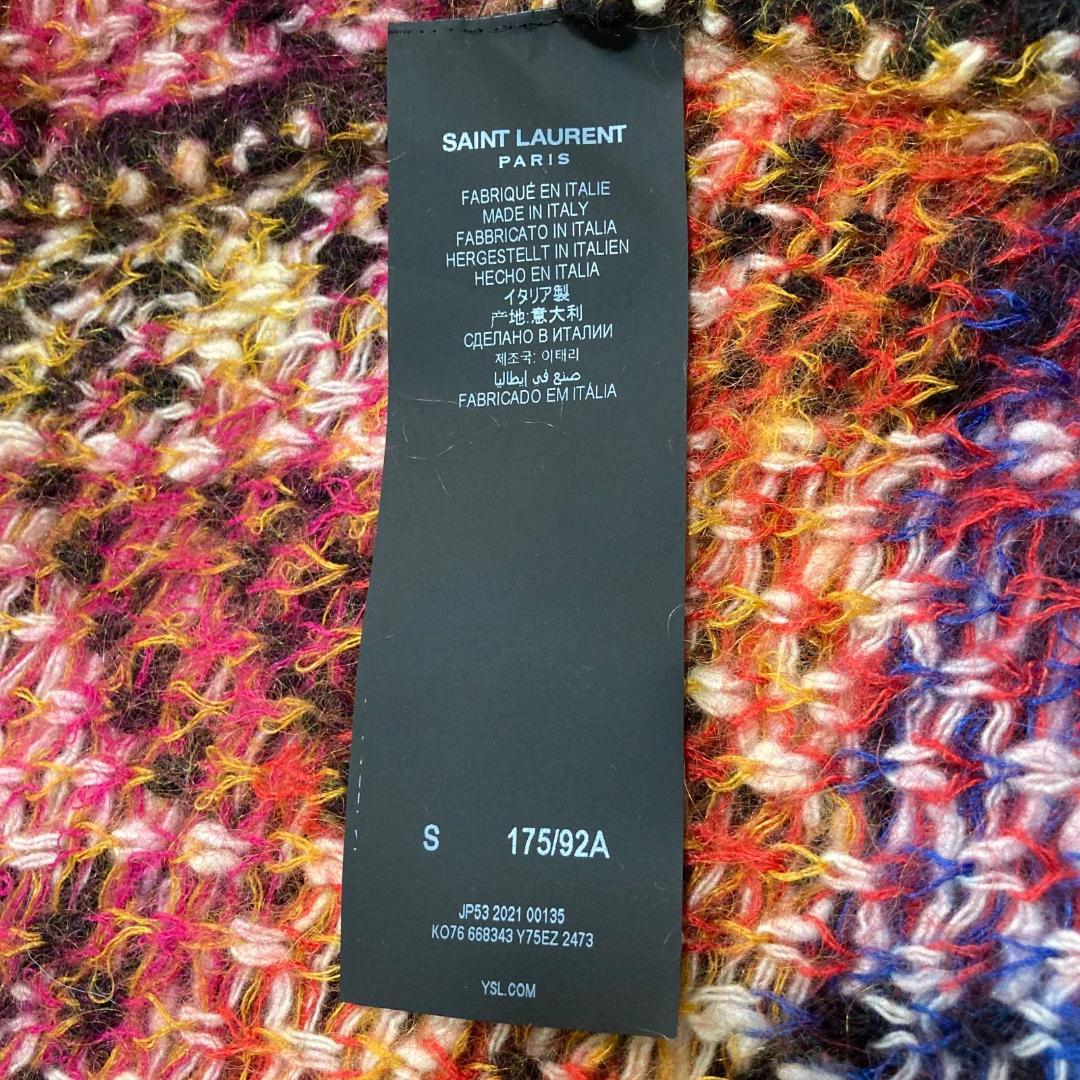 SAINT LAURENT
PARIS
FABRIQUÉ EN ITALIE
MADE IN ITALY
FABBRICATO IN ITALIA
HERGESTELLT IN ITALIEN
HECHO EN ITALIA
イタリア製
产地:意大利
СДЕЛАНО В ИТАЛИИ
제조국: 이태리
صنع في إيطاليا
FABRICADO EM ITÁLIA
S 175/92A
JP53 2021 00135
KO76 668343 Y75EZ 2473
YSL.COM